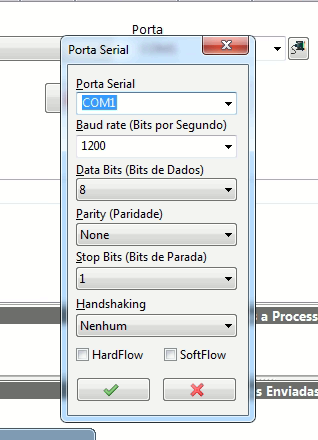 Porta
Porta Serial
Porta Serial
COM1
Baud rate (Bits por Segundo)
1200
Data Bits (Bits de Dados)
8
Parity (Paridade)
None
Stop Bits (Bits de Parada)
1
Handshaking
Nenhum
a Process
HardFlow
SoftFlow
s Enviadas